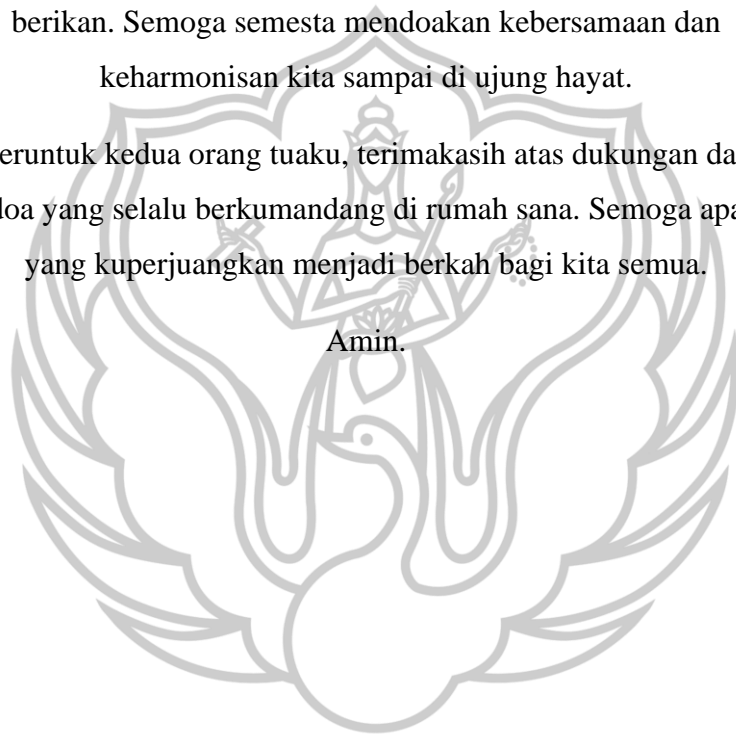 berikan. Semoga semesta mendoakan kebersamaan dan
keharmonisan kita sampai di ujung hayat.
eruntuk kedua orang tuaku, terimakasih atas dukungan da
doa yang selalu berkumandang di rumah sana. Semoga apa
yang kuperjuangkan menjadi berkah bagi kita semua.
Amin.